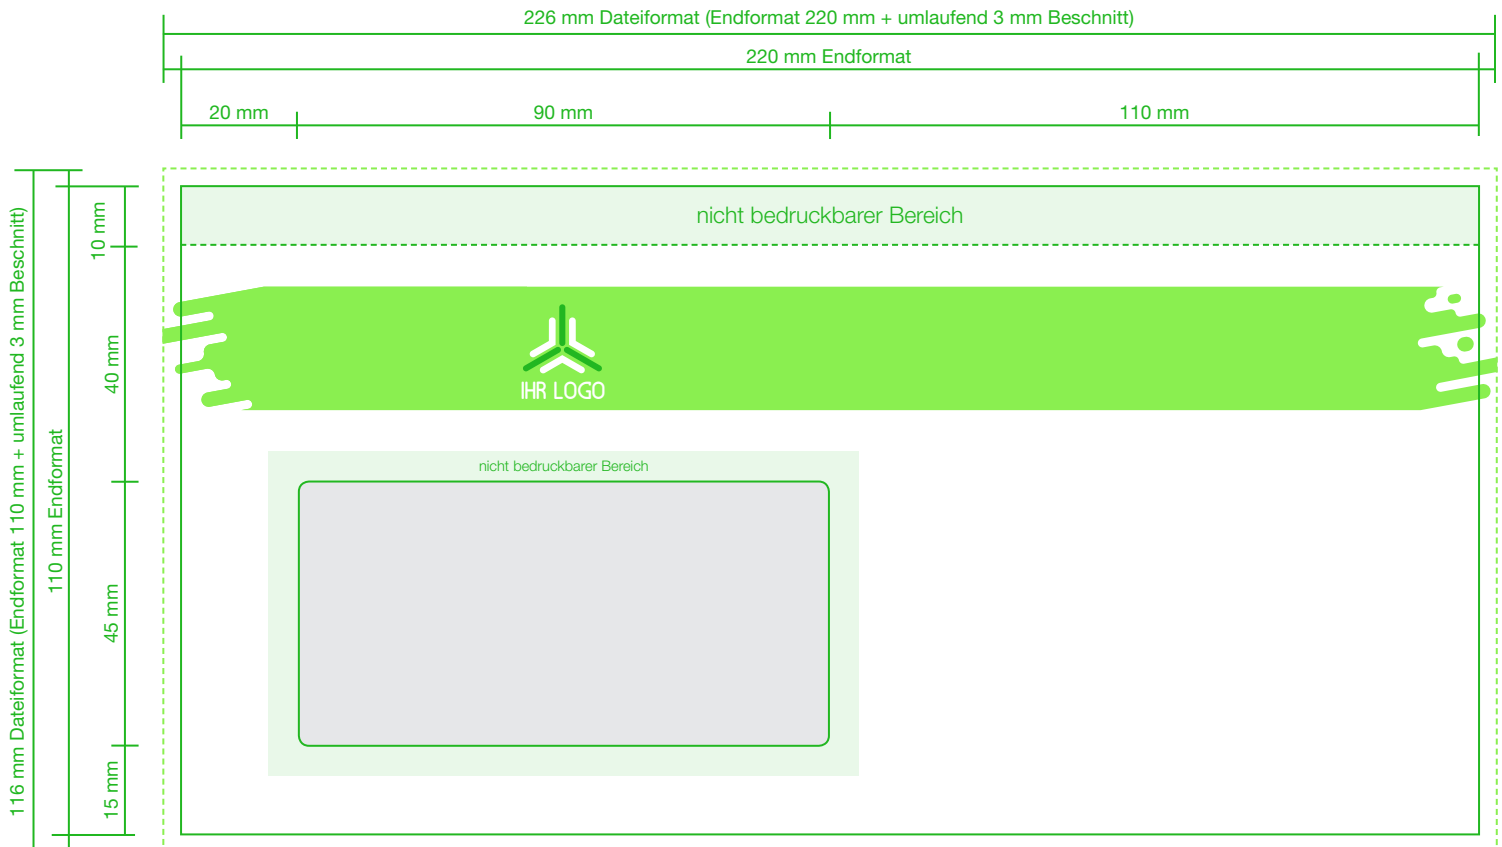 226 mm Dateiformat (Endformat 220 mm + umlaufend 3 mm Beschnitt)
220 mm Endformat
20 mm
90 mm
110 mm
116 mm Dateiformat (Endformat 110 mm + umlaufend 3 mm Beschnitt)
110 mm Endformat
10 mm
40 mm
45 mm
15 mm
nicht bedruckbarer Bereich
IHR LOGO
nicht bedruckbarer Bereich